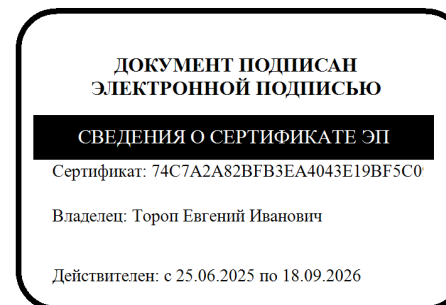 ДОКУМЕНТ ПОДПИСАН
ЭЛЕКТРОННОЙ ПОДПИСЬЮ
СВЕДЕНИЯ О СЕРТИФИКАТЕ ЭП
Сертификат: 74C7A2A82BFB3EA4043E19BF5C0
Владелец: Тороп Евгений Иванович
Действителен: с 25.06.2025 по 18.09.2026